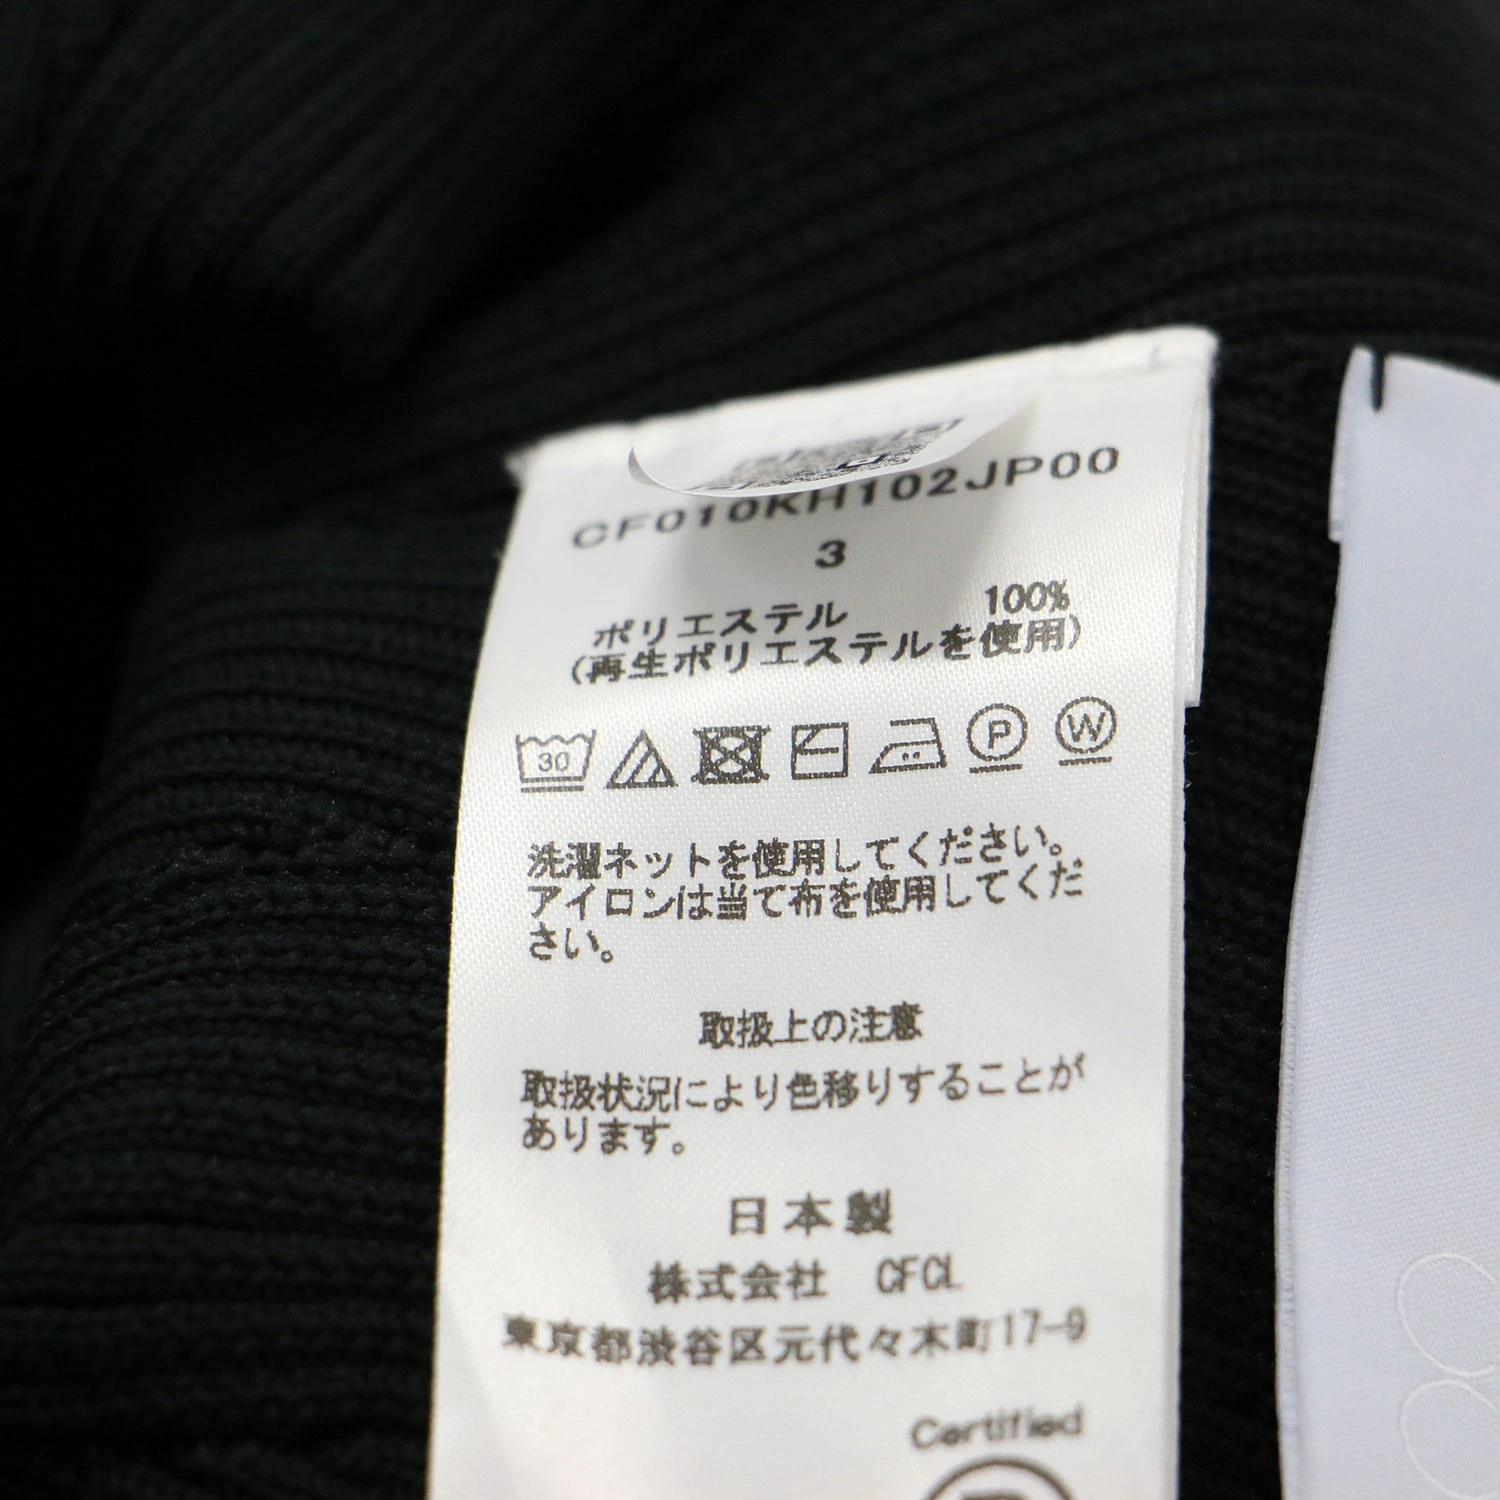 CF010KH102JP00
3
ポリエステル 100%
(再生ポリエステルを使用)
30 P W
洗濯ネットを使用してください。
アイロンは当て布を使用してくだ
さい。
取扱上の注意
取扱状況により色移りすることが
あります。
日本製
株式会社 CFCL
東京都渋谷区元代々木町17-9
Certified